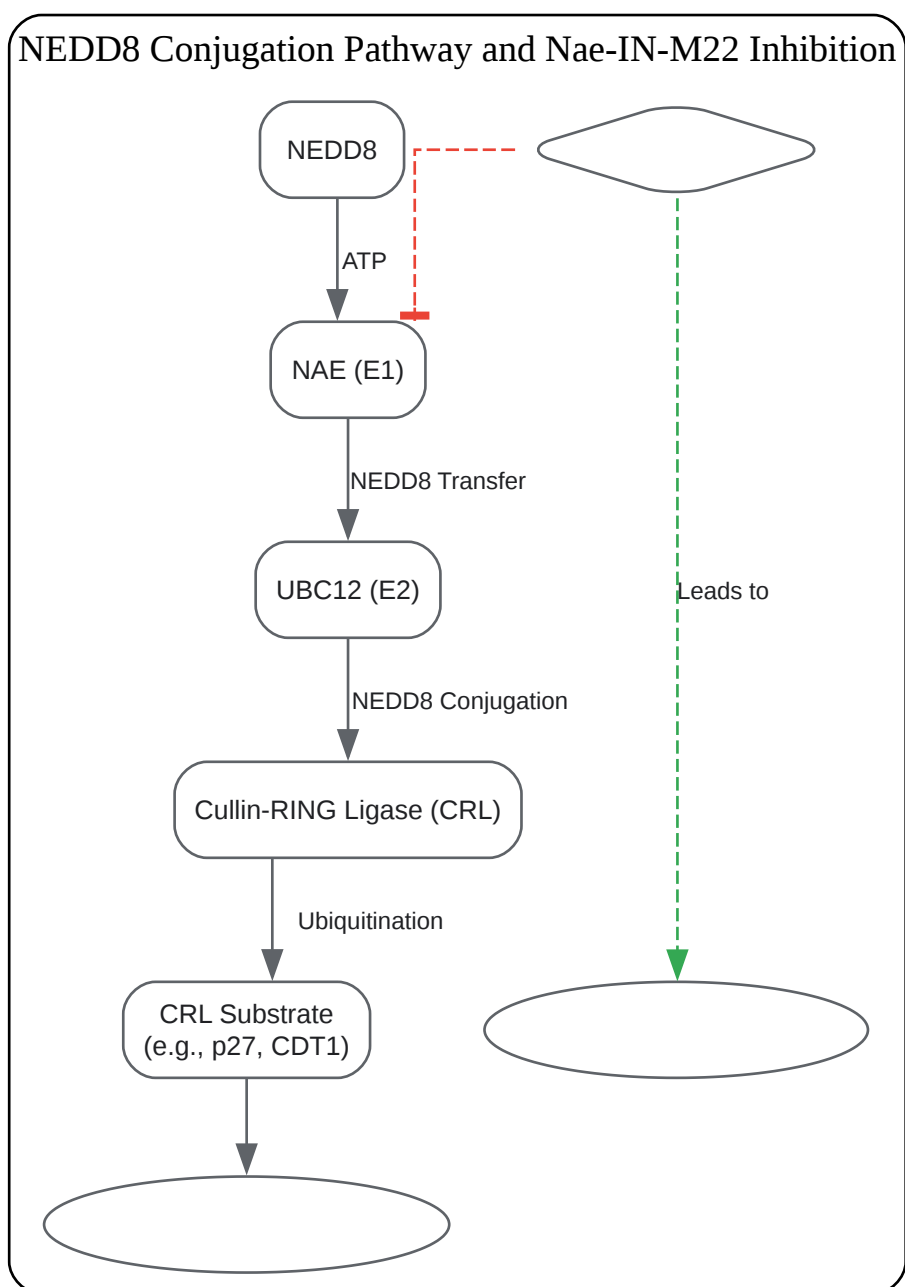 NEDD8 Conjugation Pathway and Nae-IN-M22 Inhibition
NEDD8
ATP
NAE (E1)
NEDD8 Transfer
UBC12 (E2)
Leads to
NEDD8 Conjugation
Cullin-RING Ligase (CRL)
Ubiquitination
CRL Substrate
(e.g., p27, CDT1)